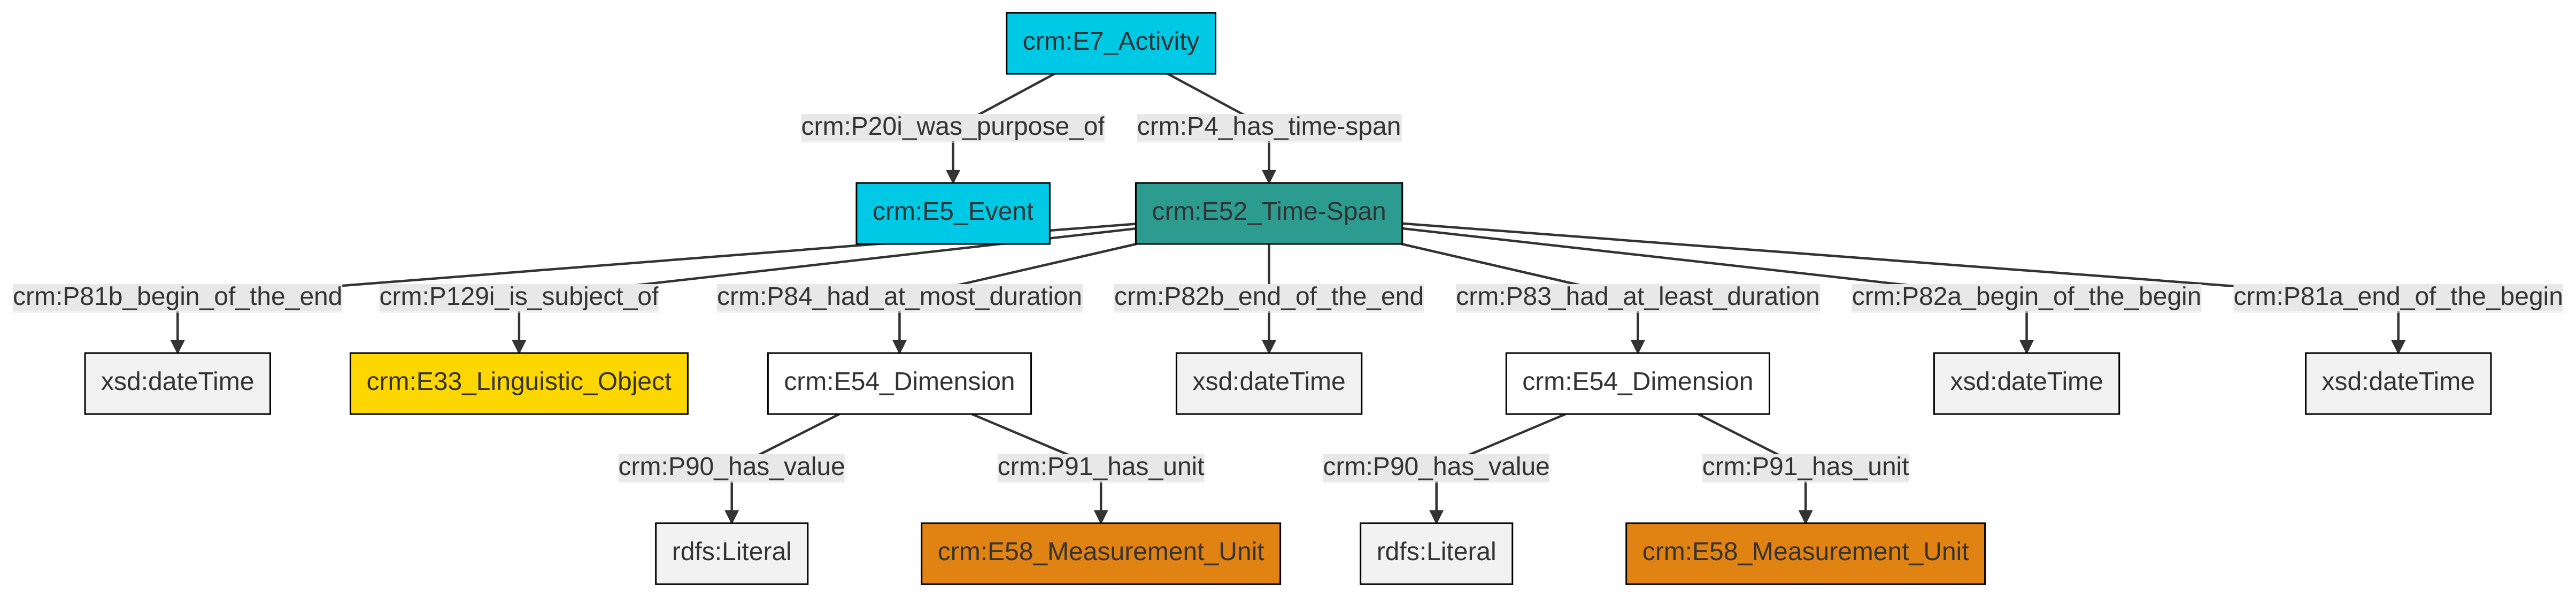 crm:E7_Activity
crm:P20i_was_purpose_of
crm:P4_has_time-span
crm:E5_Event
crm:E52_Time-Span
crm:P81b_begin_of_the_end
crm:P129i_is_subject_of
crm:P84_had_at_most_duration
crm:P82b_end_of_the_end
crm:P83_had_at_least_duration
crm:P82a_begin_of_the_begin
crm:P81a_end_of_the_begin
xsd:dateTime
crm:E33_Linguistic_Object
crm:E54_Dimension
xsd:dateTime
crm:E54_Dimension
xsd:dateTime
xsd:dateTime
crm:P90_has_value
crm:P91_has_unit
crm:P90_has_value
crm:P91_has_unit
rdfs:Literal
crm:E58_Measurement_Unit
rdfs:Literal
crm:E58_Measurement_Unit